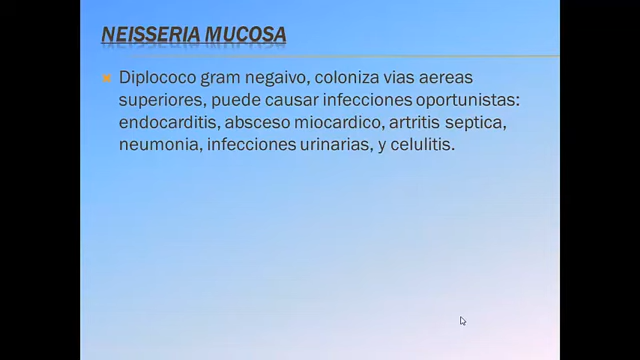 NEISSERIA MUCOSA
Diplococo gram negaivo, coloniza vias aereas
superiores, puede causar infecciones oportunistas:
endocarditis, absceso miocardico, artritis septica,
neumonia, infecciones urinarias, y celulitis.